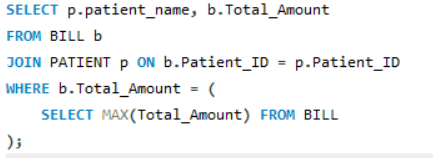 SELECT p.patient_name, b.Total_Amount
FROM BILL b
JOIN PATIENT p ON b.Patient_ID = p.Patient_ID
WHERE b.Total_Amount = (
    SELECT MAX(Total_Amount) FROM BILL
);